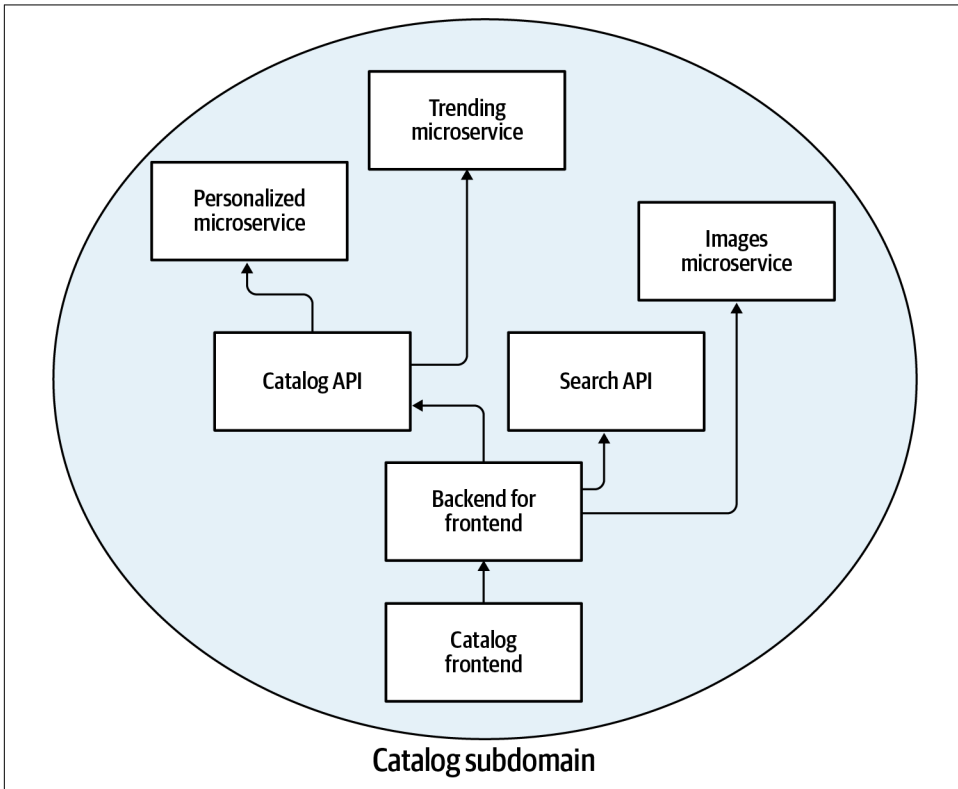 Trending
microservice
Personalized
microservice
Images
microservice
Catalog API
Search API
Backend for
frontend
Catalog
frontend
Catalog subdomain